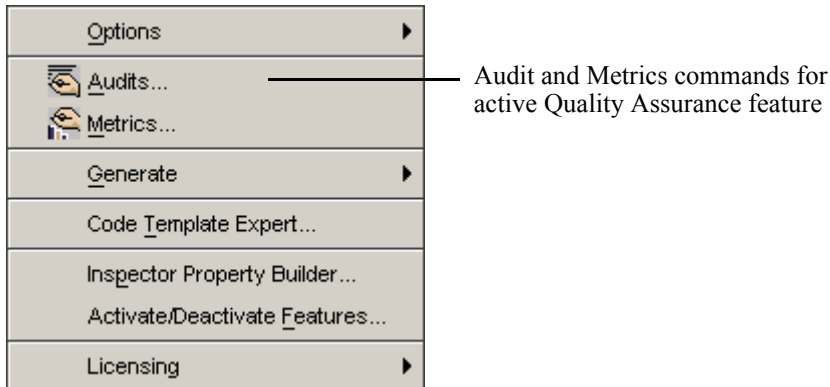 Options
Audits...
Metrics...
Generate
Code Template Expert...
Inspector Property Builder...
Activate/Deactivate Features...
Licensing
Audit and Metrics commands for
active Quality Assurance feature